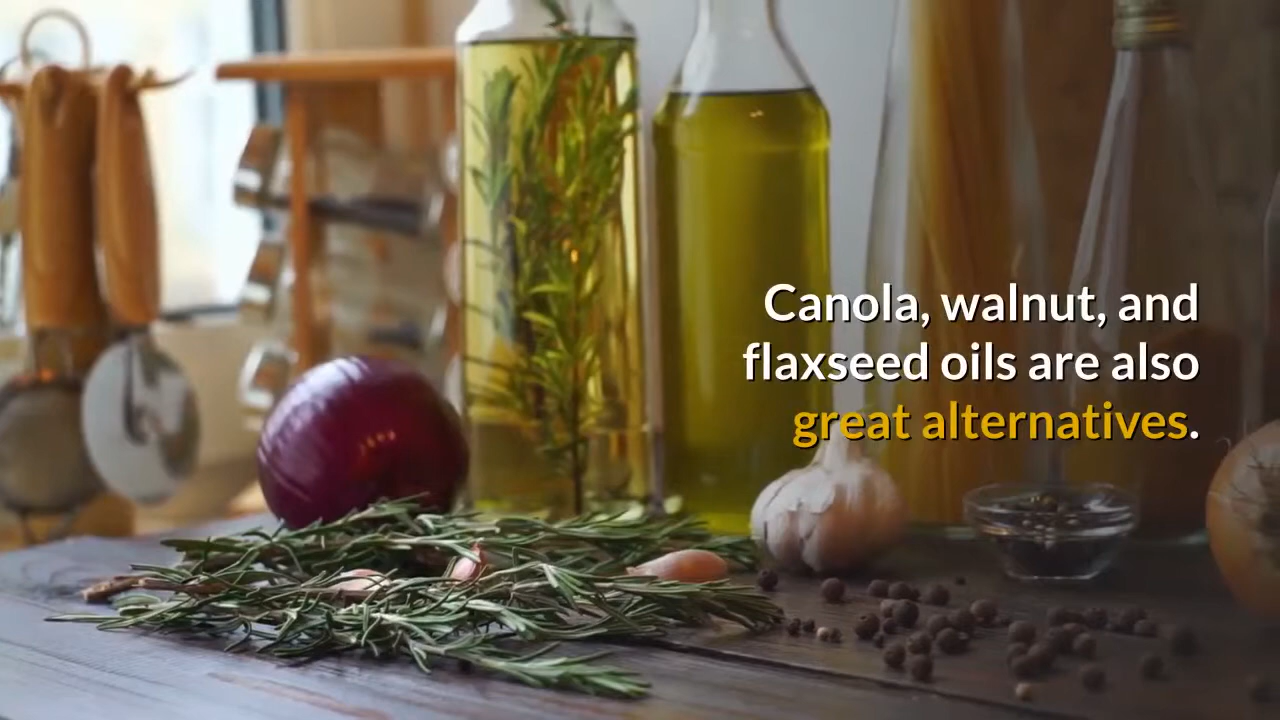 Canola, walnut, and
flaxseed oils are also
great alternatives.